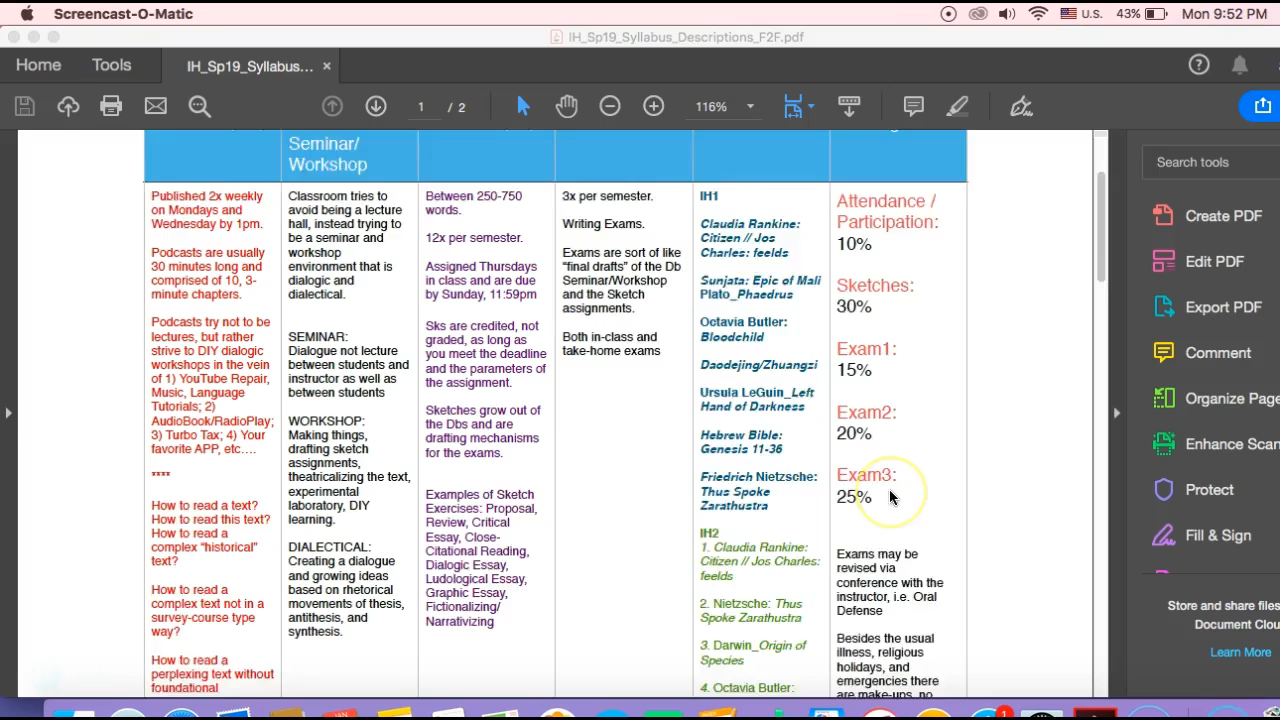 Screencast-O-Matic
U.S.
43%
Mon 9:52 PM
IH_Sp19_Syllabus_Descriptions_F2F.pdf
Home
Tools
IH_Sp19_Syllabus... ×
1 / 2
116%
Seminar/
Workshop
Published 2x weekly
on Mondays and
Wednesday by 1pm.
Podcasts are usually
30 minutes long and
comprised of 10, 3-
minute chapters.
Podcasts try not to be
lectures, but rather
strive to DIY dialogic
workshops in the vein
of 1) YouTube Repair,
Music, Language
Tutorials; 2)
AudioBook/RadioPlay;
3) Turbo Tax; 4) Your
favorite APP, etc….
****
How to read a text?
How to read this text?
How to read a
complex “historical”
text?
How to read a
complex text not in a
survey-course type
way?
How to read a
perplexing text without
foundational
Classroom tries to
avoid being a lecture
hall, instead trying to
be a seminar and
workshop
environment that is
dialogic and
dialectical.
SEMINAR:
Dialogue not lecture
between students and
instructor as well as
between students
WORKSHOP:
Making things,
drafting sketch
assignments,
theatricalizing the text,
experimental
laboratory, DIY
learning.
DIALECTICAL:
Creating a dialogue
and growing ideas
based on rhetorical
movements of thesis,
antithesis, and
synthesis.
Between 250-750
words.
12x per semester.
Assigned Thursdays
in class and are due
by Sunday, 11:59pm
Sks are credited, not
graded, as long as
you meet the deadline
and the parameters of
the assignment.
Sketches grow out of
the Dbs and are
drafting mechanisms
for the exams.
Examples of Sketch
Exercises: Proposal,
Review, Critical
Essay, Close-
Citational Reading,
Dialogic Essay,
Ludological Essay,
Graphic Essay,
Fictionalizing/
Narrativizing
3x per semester.
Writing Exams.
Exams are sort of like
“final drafts” of the Db
Seminar/Workshop
and the Sketch
assignments.
Both in-class and
take-home exams
IH1
Claudia Rankine:
Citizen // Jos
Charles: feelds
Sunjata: Epic of Mali
Plato_Phaedrus
Octavia Butler:
Bloodchild
Daodejing/Zhuangzi
Ursula LeGuin_Left
Hand of Darkness
Hebrew Bible:
Genesis 11-36
Friedrich Nietzsche:
Thus Spoke
Zarathustra
IH2
1. Claudia Rankine:
Citizen // Jos Charles:
feelds
2. Nietzsche: Thus
Spoke Zarathustra
3. Darwin_Origin of
Species
4. Octavia Butler:
Attendance /
Participation:
10%
Sketches:
30%
Exam1:
15%
Exam2:
20%
Exam3:
25%
Exams may be
revised via
conference with the
instructor, i.e. Oral
Defense
Besides the usual
illness, religious
holidays, and
emergencies there
are make-ups, no
Search tools
Create PDF
Edit PDF
Export PDF
Comment
Organize Page
Enhance Scan
Protect
Fill & Sign
Store and share files
Document Clou
Learn More
1